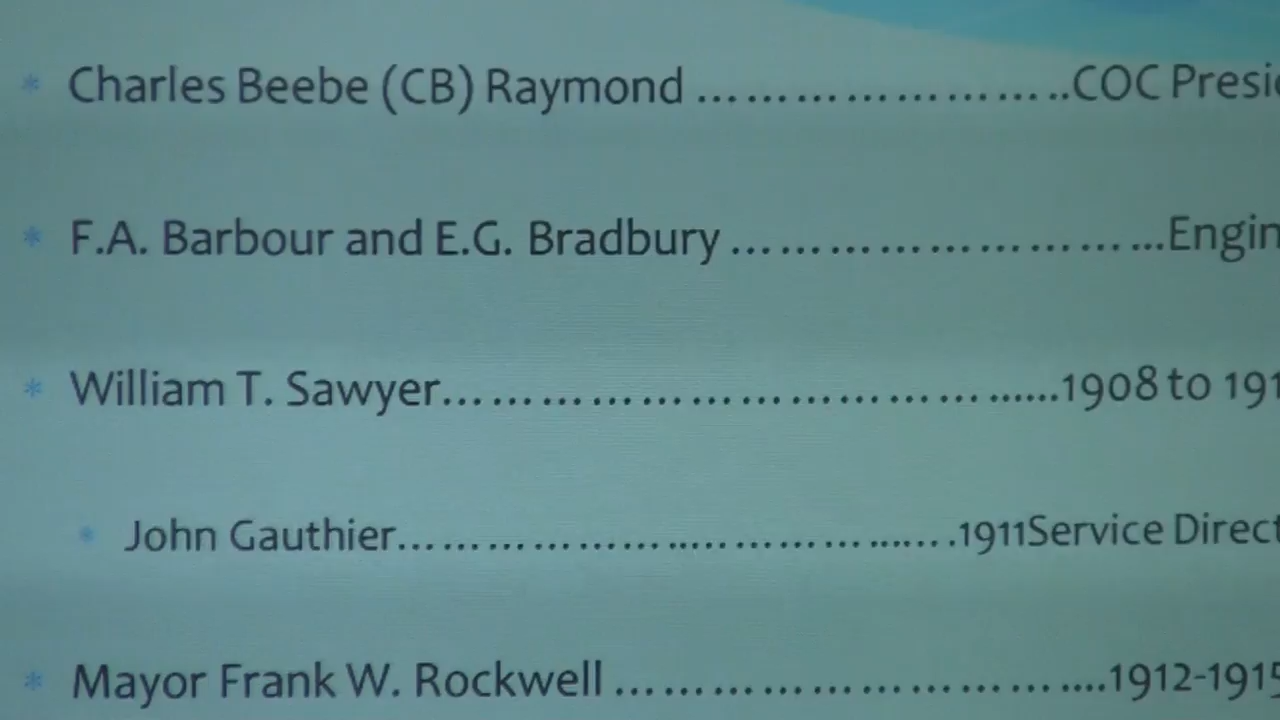 * Charles Beebe (CB) Raymond ........................COC Presi
* F.A. Barbour and E.G. Bradbury ............................Engin
* William T. Sawyer.......................................1908 to 191
* John Gauthier.......................................1911Service Direct
* Mayor Frank W. Rockwell ................................1912-1915